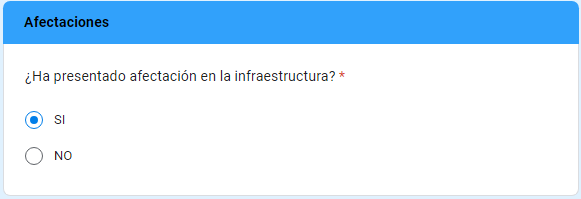 Afectaciones
¿Ha presentado afectación en la infraestructura? *
SI
NO